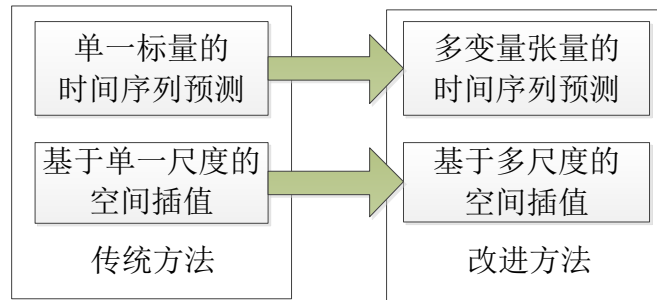 单一标量的
时间序列预测
多变量张量的
时间序列预测
基于单一尺度的
空间插值
基于多尺度的
空间插值
传统方法
改进方法